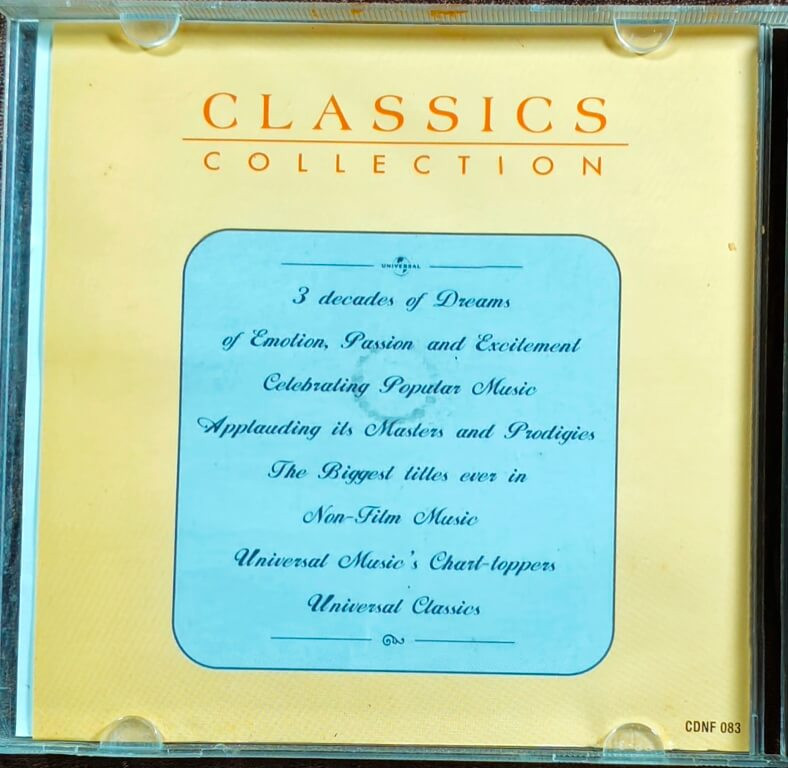 CLASSICS
COLLECTION
UNIVERSAL
3 decades of Dreams
of Emotion, Passion and Excitement
Celebrating Popular Music
Applauding its Masters and Prodigies
The Biggest titles ever in
Non-Film Music
Universal Music's Chart-toppers
Universal Classics
CDNF 083